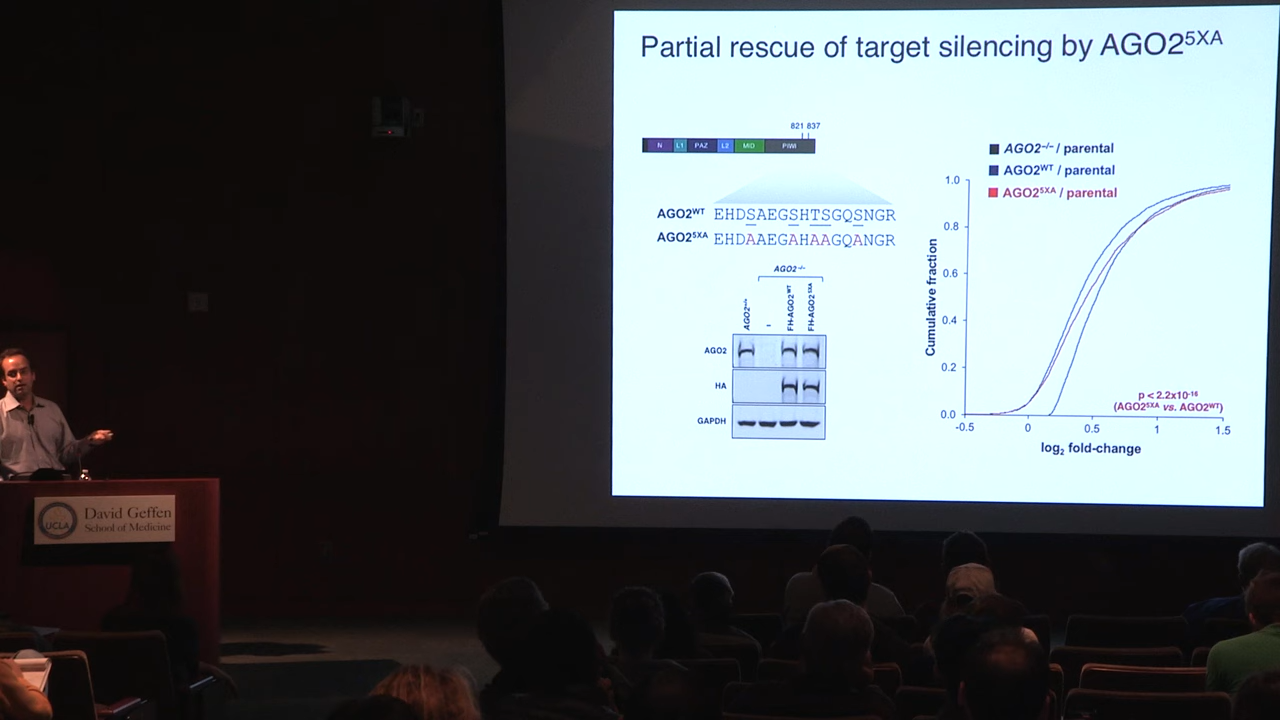 Partial rescue of target silencing by AGO2⁵ˣᴬ
821 837
N L1 PAZ L2 MID PIWI
AGO2ᵂᵀ EHDSAEGSHTSGQSNGR
AGO2⁵ˣᴬ EHDAAEGAHAAGQANGR
AGO2⁻/⁻
AGO2⁺/⁺ – FH-AGO2ᵂᵀ FH-AGO2⁵ˣᴬ
AGO2
HA
GAPDH
AGO2⁻/⁻ / parental
AGO2ᵂᵀ / parental
AGO2⁵ˣᴬ / parental
Cumulative fraction
1.0
0.8
0.6
0.4
0.2
0.0
-0.5 0 0.5 1 1.5
log₂ fold-change
p < 2.2x10⁻¹⁶
(AGO2⁵ˣᴬ vs. AGO2ᵂᵀ)
UCLA
David Geffen
School of Medicine